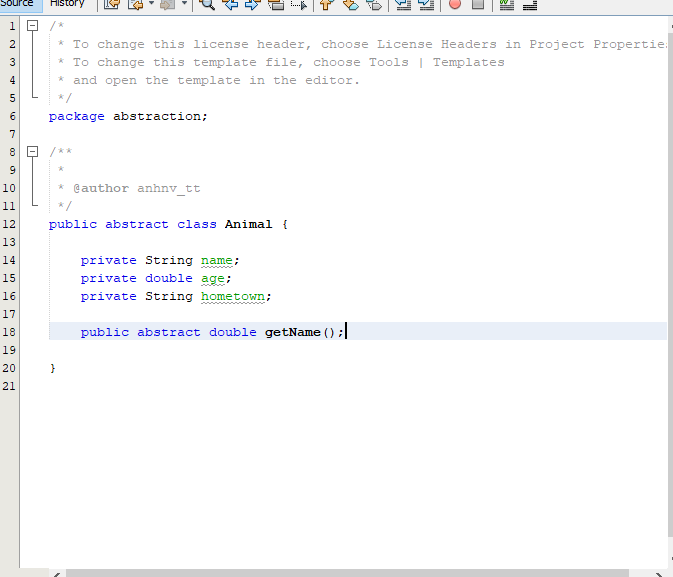 Source History
1 /*
2 * To change this license header, choose License Headers in Project Propertie
3 * To change this template file, choose Tools | Templates
4 * and open the template in the editor.
5 */
6 package abstraction;
7
8 /**
9 *
10 * @author anhnv_tt
11 */
12 public abstract class Animal {
13
14 private String name;
15 private double age;
16 private String hometown;
17
18 public abstract double getName();
19
20 }
21